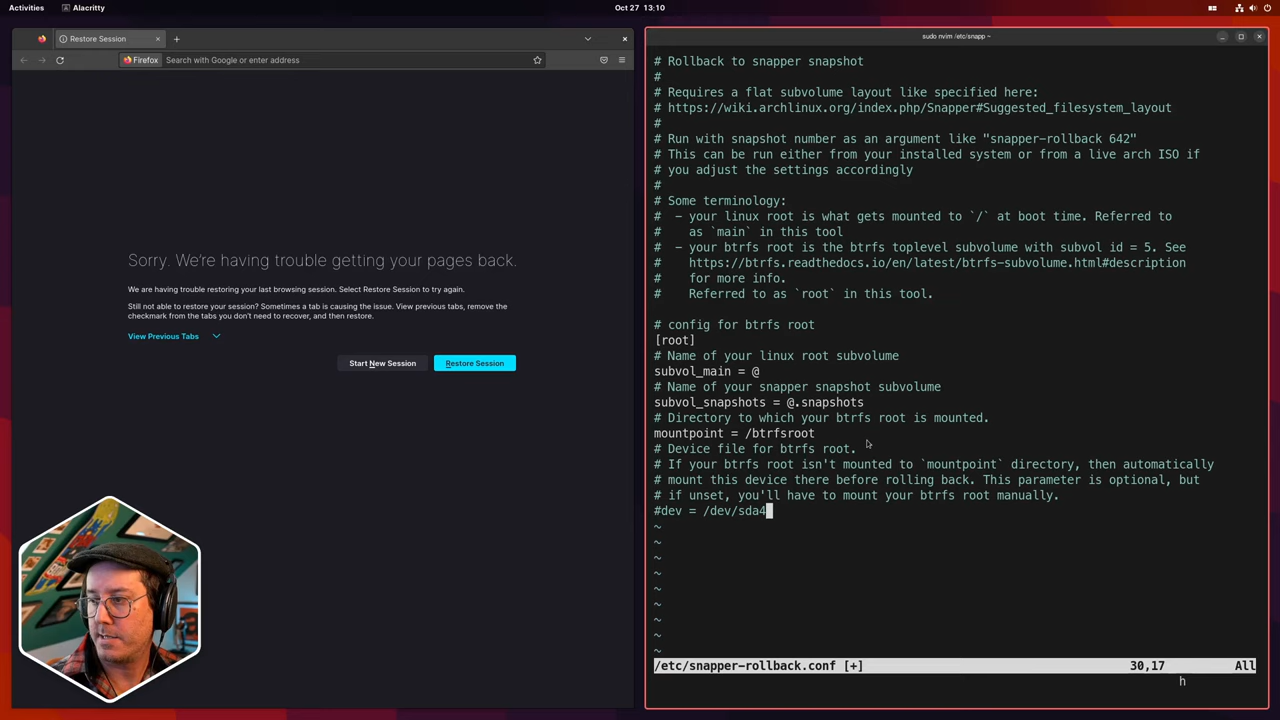 Activities
Alacritty
Oct 27 13:10
Restore Session
Firefox
Search with Google or enter address
Sorry. We're having trouble getting your pages back.
We are having trouble restoring your last browsing session. Select Restore Session to try again.
Still not able to restore your session? Sometimes a tab is causing the issue. View previous tabs, remove the
checkmark from the tabs you don't need to recover, and then restore.
View Previous Tabs
Start New Session
Restore Session
sudo nvim /etc/snapp ~
# Rollback to snapper snapshot
#
# Requires a flat subvolume layout like specified here:
# https://wiki.archlinux.org/index.php/Snapper#Suggested_filesystem_layout
#
# Run with snapshot number as an argument like "snapper-rollback 642"
# This can be run either from your installed system or from a live arch ISO if
# you adjust the settings accordingly
#
# Some terminology:
#  - your linux root is what gets mounted to `/` at boot time. Referred to
#    as `main` in this tool
#  - your btrfs root is the btrfs toplevel subvolume with subvol id = 5. See
#    https://btrfs.readthedocs.io/en/latest/btrfs-subvolume.html#description
#    for more info.
#    Referred to as `root` in this tool.
# config for btrfs root
[root]
# Name of your linux root subvolume
subvol_main = @
# Name of your snapper snapshot subvolume
subvol_snapshots = @.snapshots
# Directory to which your btrfs root is mounted.
mountpoint = /btrfsroot
# Device file for btrfs root.
# If your btrfs root isn't mounted to `mountpoint` directory, then automatically
# mount this device there before rolling back. This parameter is optional, but
# if unset, you'll have to mount your btrfs root manually.
#dev = /dev/sda4
~
~
~
~
~
~
~
~
~
/etc/snapper-rollback.conf [+] 30,17 All
h